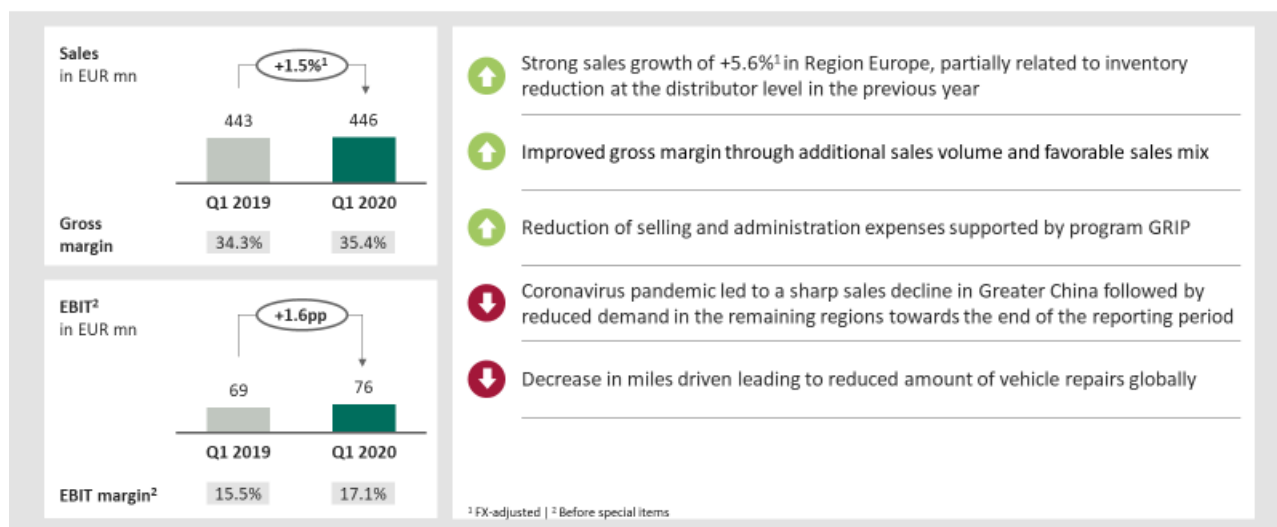 Sales
in EUR mn
+1.5%¹
443
446
Q1 2019
Q1 2020
Gross
margin
34.3%
35.4%
EBIT²
in EUR mn
+1.6pp
69
76
Q1 2019
Q1 2020
EBIT margin²
15.5%
17.1%
Strong sales growth of +5.6%¹ in Region Europe, partially related to inventory
reduction at the distributor level in the previous year
Improved gross margin through additional sales volume and favorable sales mix
Reduction of selling and administration expenses supported by program GRIP
Coronavirus pandemic led to a sharp sales decline in Greater China followed by
reduced demand in the remaining regions towards the end of the reporting period
Decrease in miles driven leading to reduced amount of vehicle repairs globally
¹ FX-adjusted | ² Before special items